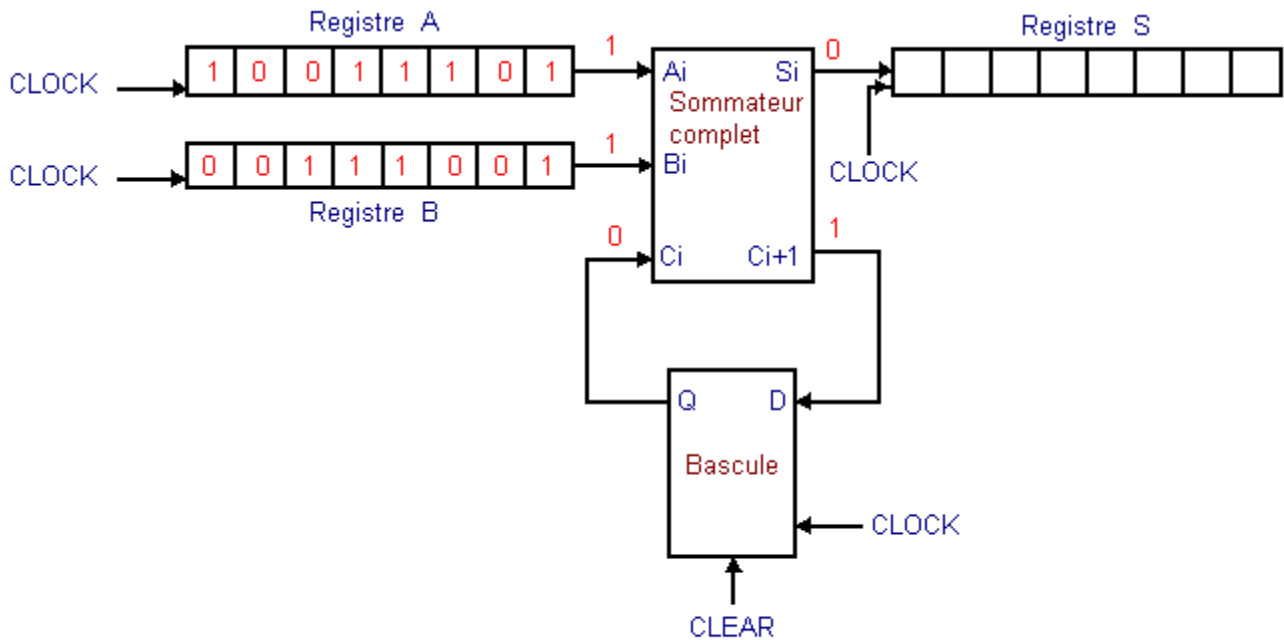 Registre A
Registre S
1 0 0 1 1 1 0 1
1
0
CLOCK
Ai
Si
Sommateur
complet
0 0 1 1 1 0 0 1
1
Bi
CLOCK
CLOCK
Registre B
0
1
Ci
Ci+1
Q
D
Bascule
CLOCK
CLEAR